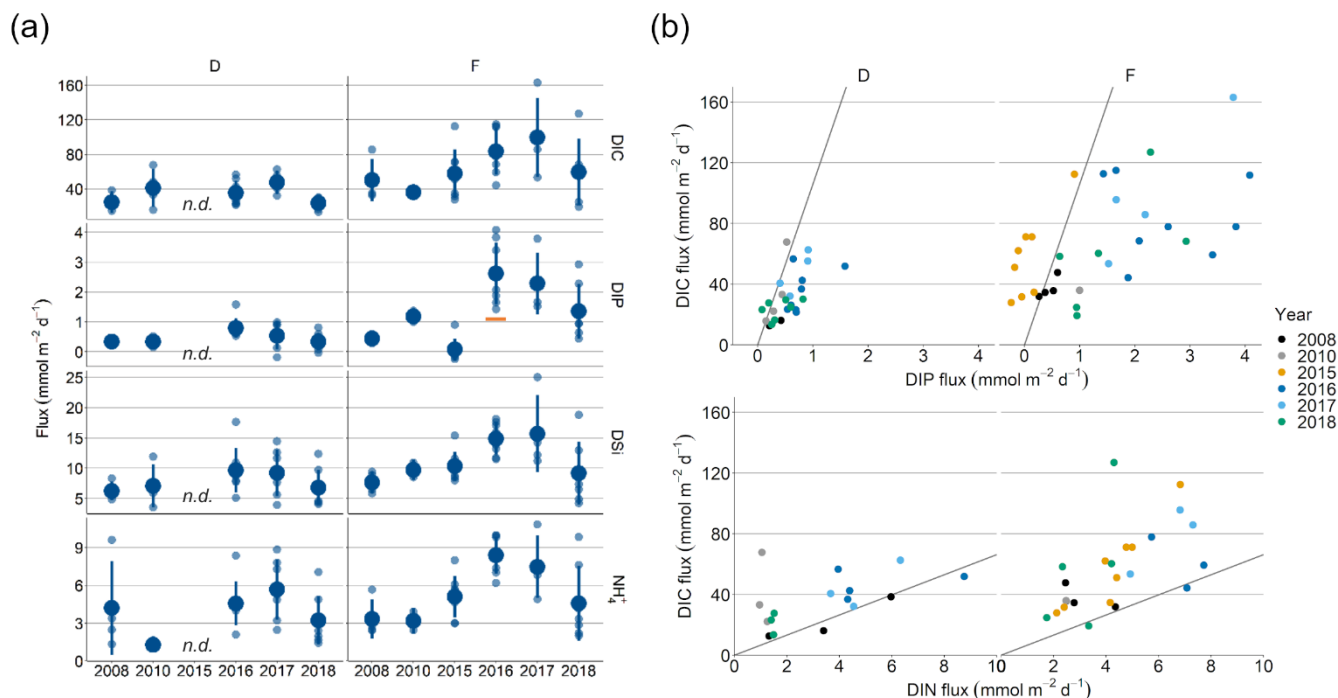 (a)
D F
160
120
80
40
n.d.
DIC
4
3
2
1
0
n.d.
DIP
25
20
15
10
5
n.d.
DSi
9
6
3
0
n.d.
NH₄⁺
Flux (mmol m⁻² d⁻¹)
2008 2010 2015 2016 2017 2018 2008 2010 2015 2016 2017 2018
(b)
D F
160
120
80
40
0
DIC flux (mmol m⁻² d⁻¹)
0 1 2 3 4 0 1 2 3 4
DIP flux (mmol m⁻² d⁻¹)
160
120
80
40
0
DIC flux (mmol m⁻² d⁻¹)
0 2 4 6 8 10 0 2 4 6 8 10
DIN flux (mmol m⁻² d⁻¹)
Year
2008
2010
2015
2016
2017
2018